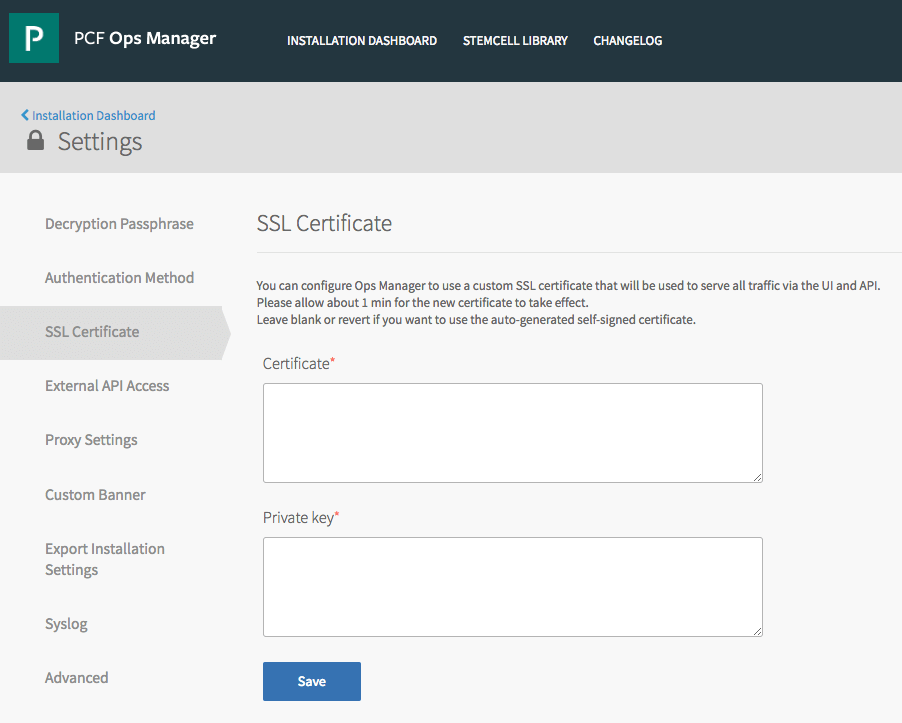 P
PCF Ops Manager
INSTALLATION DASHBOARD
STEMCELL LIBRARY
CHANGELOG
Installation Dashboard
Settings
Decryption Passphrase
Authentication Method
SSL Certificate
External API Access
Proxy Settings
Custom Banner
Export Installation
Settings
Syslog
Advanced
SSL Certificate
You can configure Ops Manager to use a custom SSL certificate that will be used to serve all traffic via the UI and API.
Please allow about 1 min for the new certificate to take effect.
Leave blank or revert if you want to use the auto-generated self-signed certificate.
Certificate*
Private key*
Save